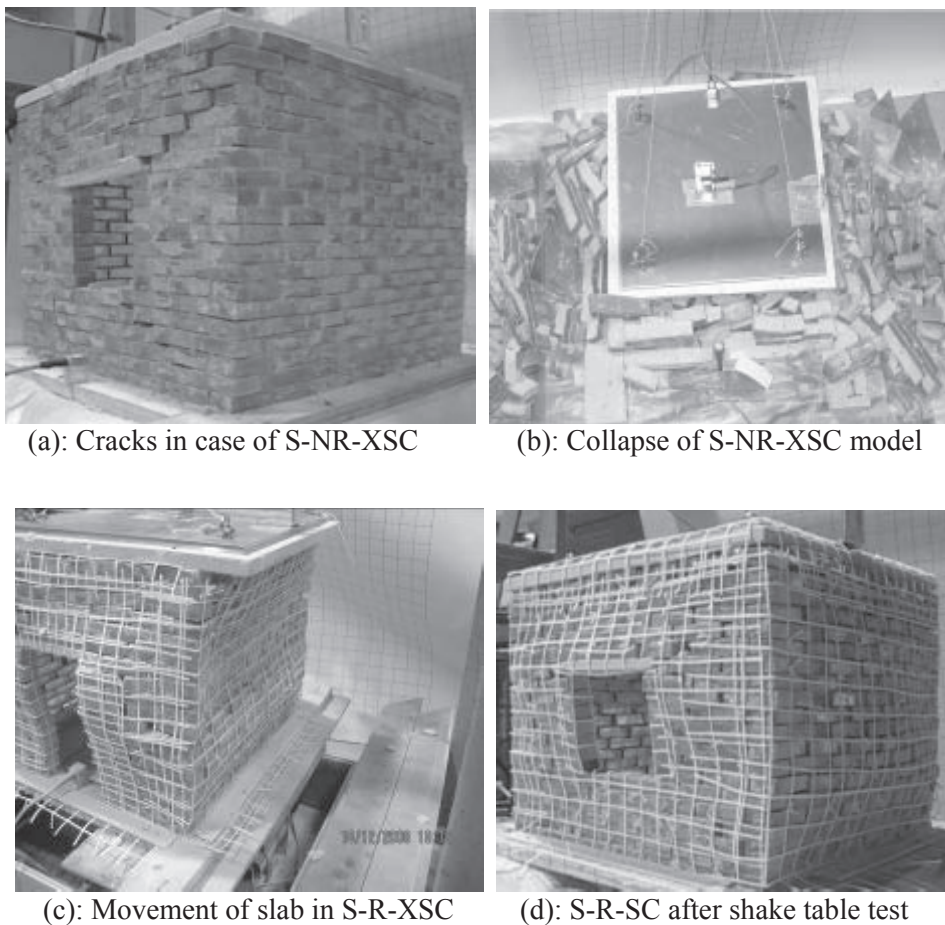 (a): Cracks in case of S-NR-XSC
(b): Collapse of S-NR-XSC model
(c): Movement of slab in S-R-XSC
(d): S-R-SC after shake table test